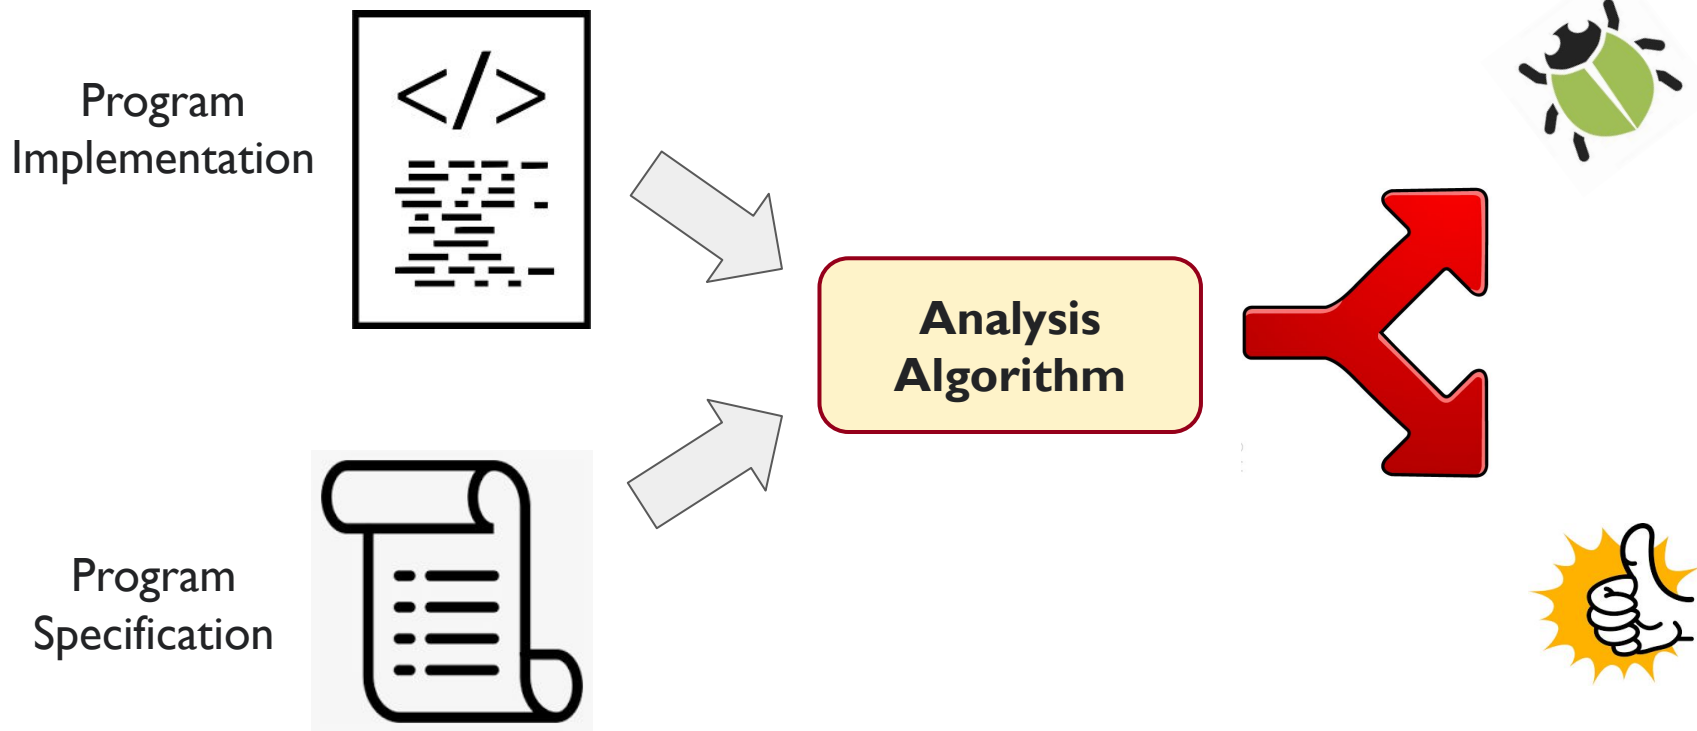 Program
Implementation
</>
Analysis
Algorithm
Program
Specification